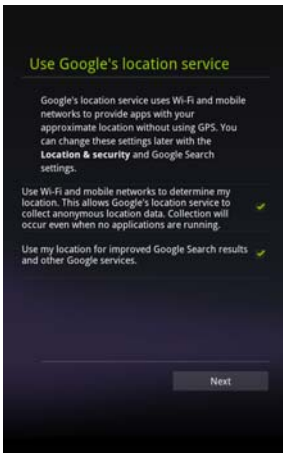 Use Google's location service
Google's location service uses Wi-Fi and mobile
networks to provide apps with your
approximate location without using GPS. You
can change these settings later with the
Location & security and Google Search
settings.
Use Wi-Fi and mobile networks to determine my
location. This allows Google's location service to
collect anonymous location data. Collection will
occur even when no applications are running.
Use my location for improved Google Search results
and other Google services.
Next